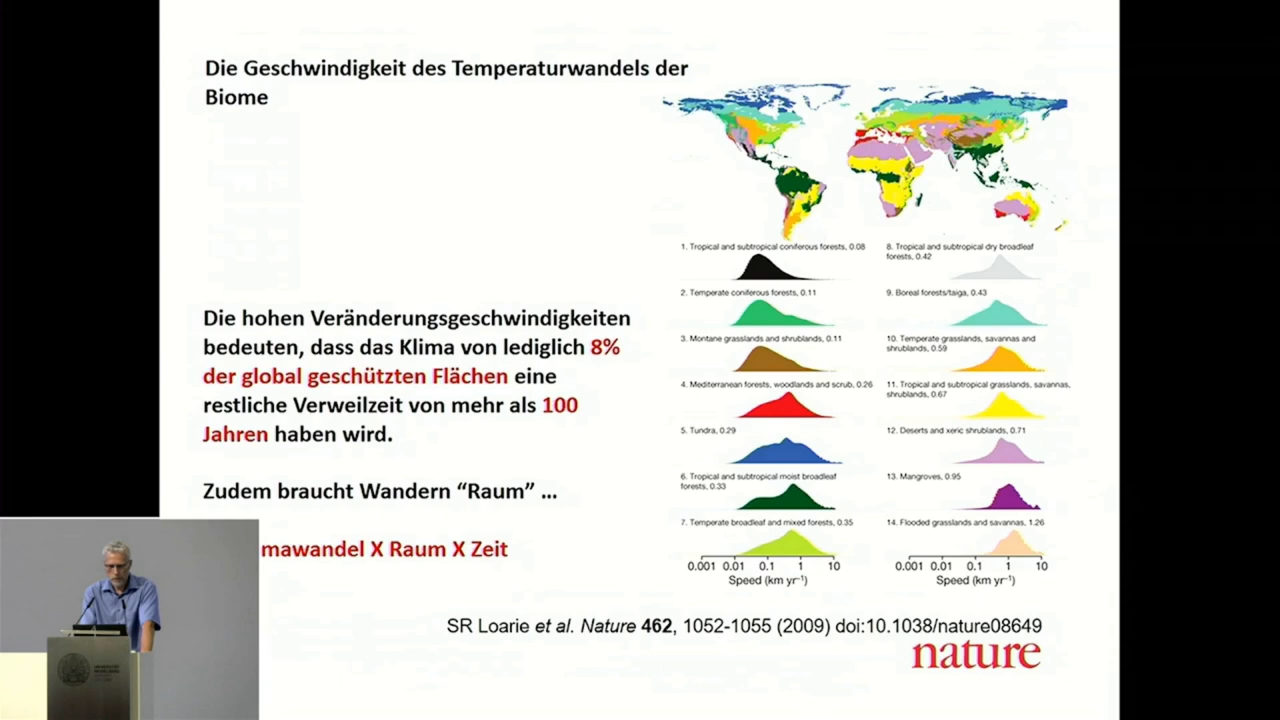 Die Geschwindigkeit des Temperaturwandels der
Biome
Die hohen Veränderungsgeschwindigkeiten
bedeuten, dass das Klima von lediglich 8%
der global geschützten Flächen eine
restliche Verweilzeit von mehr als 100
Jahren haben wird.
Zudem braucht Wandern “Raum” ...
mawandel X Raum X Zeit
1. Tropical and subtropical coniferous forests, 0.08
2. Temperate coniferous forests, 0.11
3. Montane grasslands and shrublands, 0.11
4. Mediterranean forests, woodlands and scrub, 0.26
5. Tundra, 0.29
6. Tropical and subtropical moist broadleaf
forests, 0.33
7. Temperate broadleaf and mixed forests, 0.35
0.001 0.01 0.1 1 10
Speed (km yr⁻¹)
8. Tropical and subtropical dry broadleaf
forests, 0.42
9. Boreal forests/taiga, 0.43
10. Temperate grasslands, savannas and
shrublands, 0.59
11. Tropical and subtropical grasslands, savannas,
shrublands, 0.67
12. Deserts and xeric shrublands, 0.71
13. Mangroves, 0.95
14. Flooded grasslands and savannas, 1.26
0.001 0.01 0.1 1 10
Speed (km yr⁻¹)
SR Loarie et al. Nature 462, 1052-1055 (2009) doi:10.1038/nature08649
nature